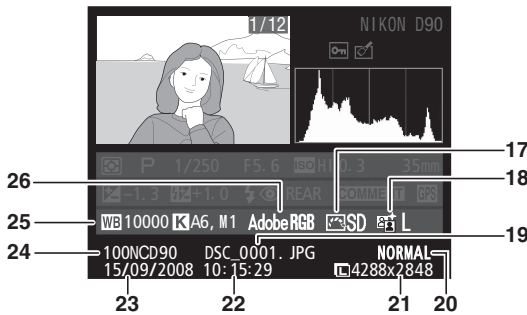 1/12 NIKON D90
P 1/250 F5.6 ISO HI 0.3 35mm
-1.3 +1.0 REAR COMMENT GPS
WB 10000 K A6, M1 AdobeRGB SD L
100NCD90 DSC_0001. JPG NORMAL
15/09/2008 10:15:29 L 4288x2848
17
18
19
20
21
22
23
24
25
26